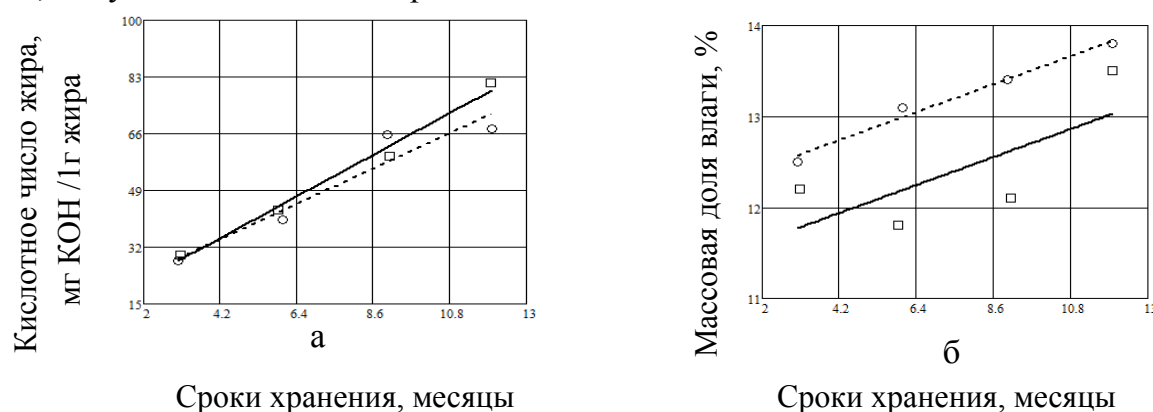 Кислотное число жира,
мг КОН /1г жира
100
83
66
49
32
15
2 4.2 6.4 8.6 10.8 13
а
Сроки хранения, месяцы
Массовая доля влаги, %
14
13
12
11
2 4.2 6.4 8.6 10.8 13
б
Сроки хранения, месяцы